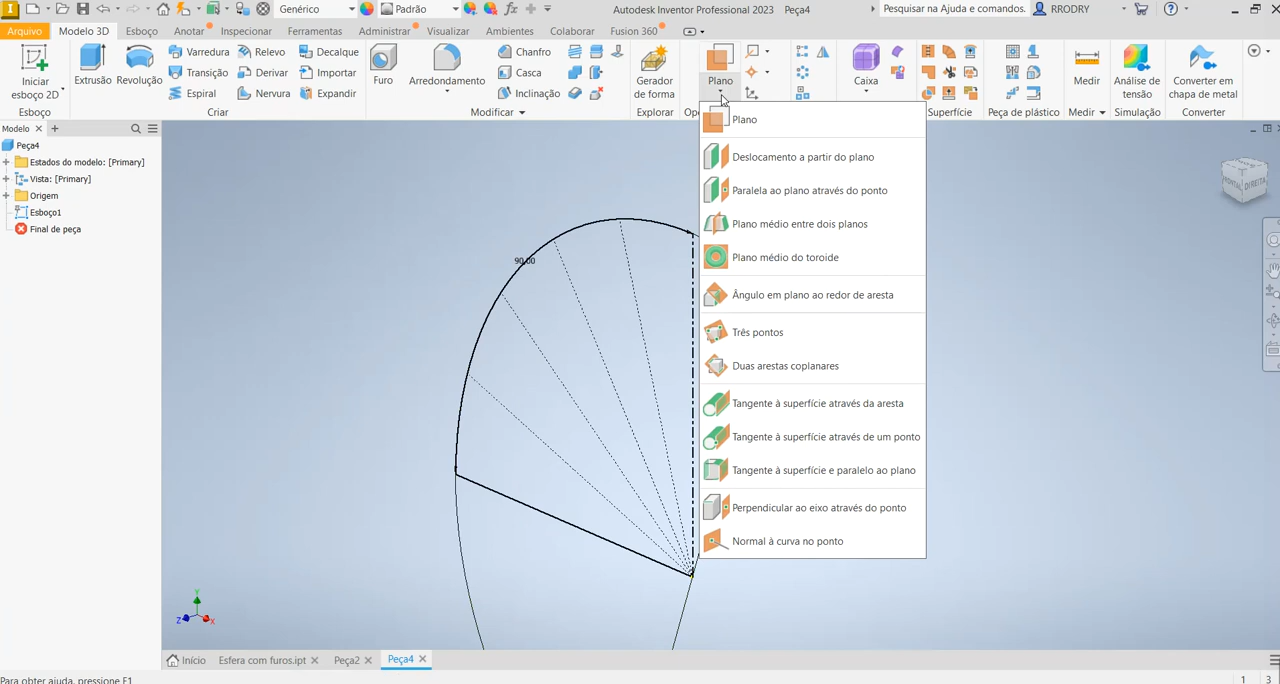 Genérico
Padrão
Autodesk Inventor Professional 2023 Peça4
Pesquisar na Ajuda e comandos.
RRODRY
Arquivo
Modelo 3D
Esboço
Anotar
Inspecionar
Ferramentas
Administrar
Visualizar
Ambientes
Colaborar
Fusion 360
Iniciar
esboço 2D
Extrusão
Revolução
Varredura
Relevo
Decalque
Transição
Derivar
Importar
Espiral
Nervura
Expandir
Furo
Arredondamento
Chanfro
Casca
Inclinação
Gerador
de forma
Plano
Caixa
Medir
Análise de
tensão
Converter em
chapa de metal
Esboço
Criar
Modificar
Explorar
Superfície
Peça de plástico
Medir
Simulação
Converter
Modelo
Peça4
Estados do modelo: [Primary]
Vista: [Primary]
Origem
Esboço1
Final de peça
Plano
Deslocamento a partir do plano
Paralela ao plano através do ponto
Plano médio entre dois planos
Plano médio do toroide
Ângulo em plano ao redor de aresta
Três pontos
Duas arestas coplanares
Tangente à superfície através da aresta
Tangente à superfície através de um ponto
Tangente à superfície e paralelo ao plano
Perpendicular ao eixo através do ponto
Normal à curva no ponto
90,00
DIREITA
Y
Z
X
Início
Esfera com furos.ipt
Peça2
Peça4
Para obter ajuda, pressione F1
1
3